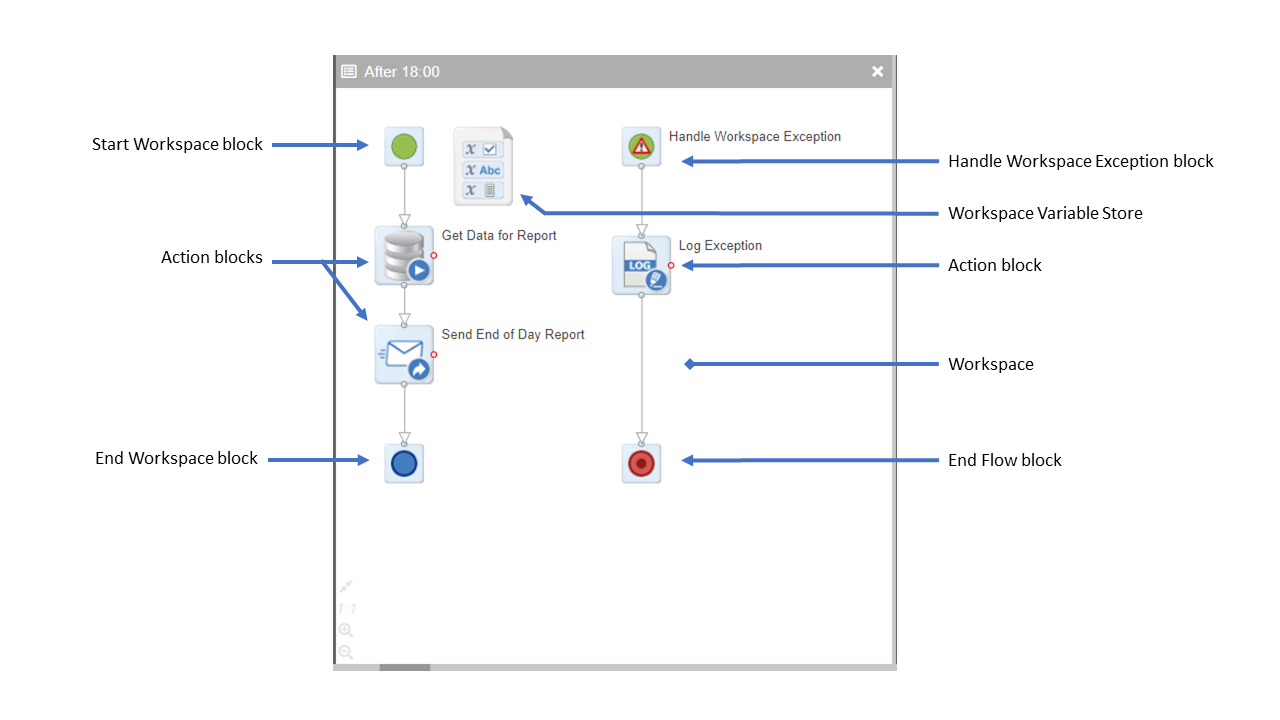 After 18:00
Start Workspace block
Handle Workspace Exception
Handle Workspace Exception block
x
x Abc
x
Workspace Variable Store
Get Data for Report
Log Exception
Action blocks
LOG
Action block
Send End of Day Report
Workspace
End Workspace block
End Flow block
1:1